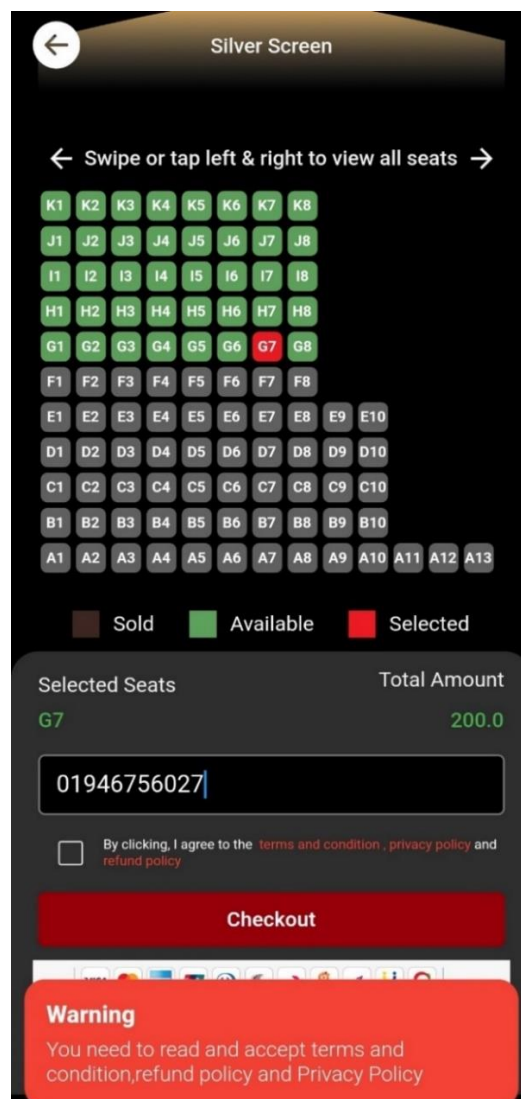 Silver Screen
Swipe or tap left & right to view all seats
K1 K2 K3 K4 K5 K6 K7 K8
J1 J2 J3 J4 J5 J6 J7 J8
I1 I2 I3 I4 I5 I6 I7 I8
H1 H2 H3 H4 H5 H6 H7 H8
G1 G2 G3 G4 G5 G6 G7 G8
F1 F2 F3 F4 F5 F6 F7 F8
E1 E2 E3 E4 E5 E6 E7 E8 E9 E10
D1 D2 D3 D4 D5 D6 D7 D8 D9 D10
C1 C2 C3 C4 C5 C6 C7 C8 C9 C10
B1 B2 B3 B4 B5 B6 B7 B8 B9 B10
A1 A2 A3 A4 A5 A6 A7 A8 A9 A10 A11 A12 A13
Sold Available Selected
Selected Seats Total Amount
G7 200.0
01946756027
By clicking, I agree to the terms and condition , privacy policy and
refund policy
Checkout
Warning
You need to read and accept terms and
condition,refund policy and Privacy Policy